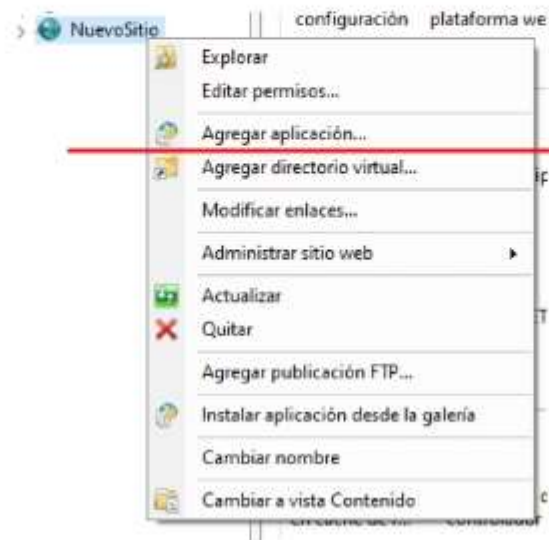 NuevoSitio
configuración plataforma we
Explorar
Editar permisos...
Agregar aplicación...
Agregar directorio virtual...
Modificar enlaces...
Administrar sitio web
Actualizar
Quitar
Agregar publicación FTP...
Instalar aplicación desde la galería
Cambiar nombre
Cambiar a vista Contenido